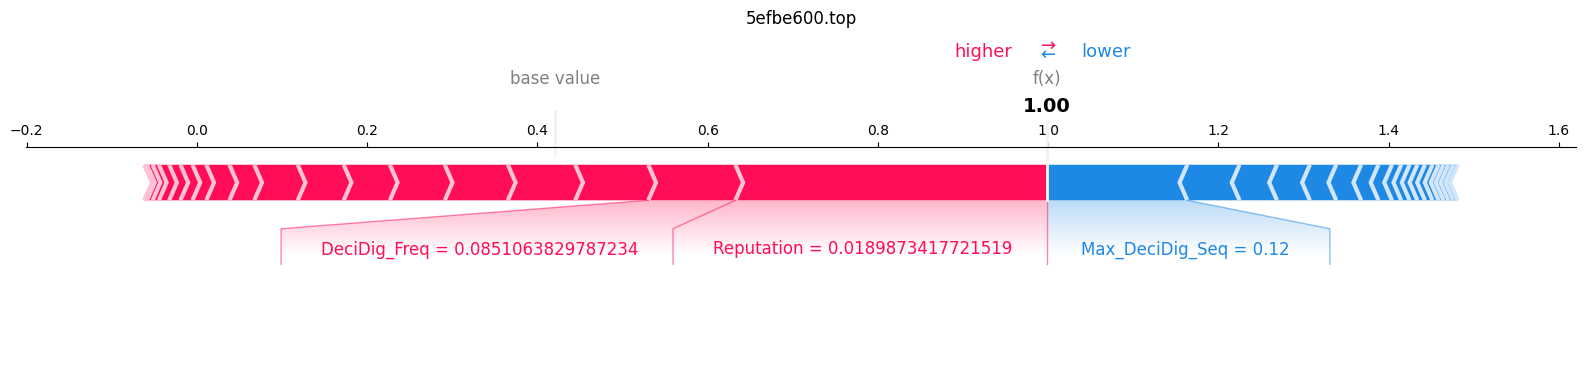 5efbe600.top
higher ⇄ lower
base value f(x)
1.00
−0.2 0.0 0.2 0.4 0.6 0.8 1.0 1.2 1.4 1.6
DeciDig_Freq = 0.0851063829787234 Reputation = 0.0189873417721519 Max_DeciDig_Seq = 0.12